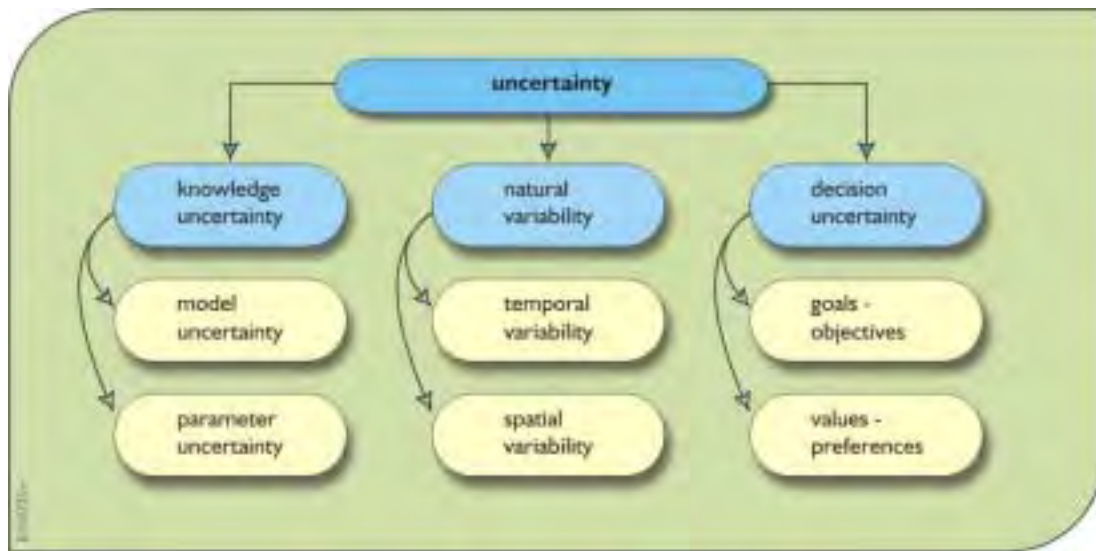 uncertainty
knowledge
uncertainty
natural
variability
decision
uncertainty
model
uncertainty
temporal
variability
goals -
objectives
parameter
uncertainty
spatial
variability
values -
preferences